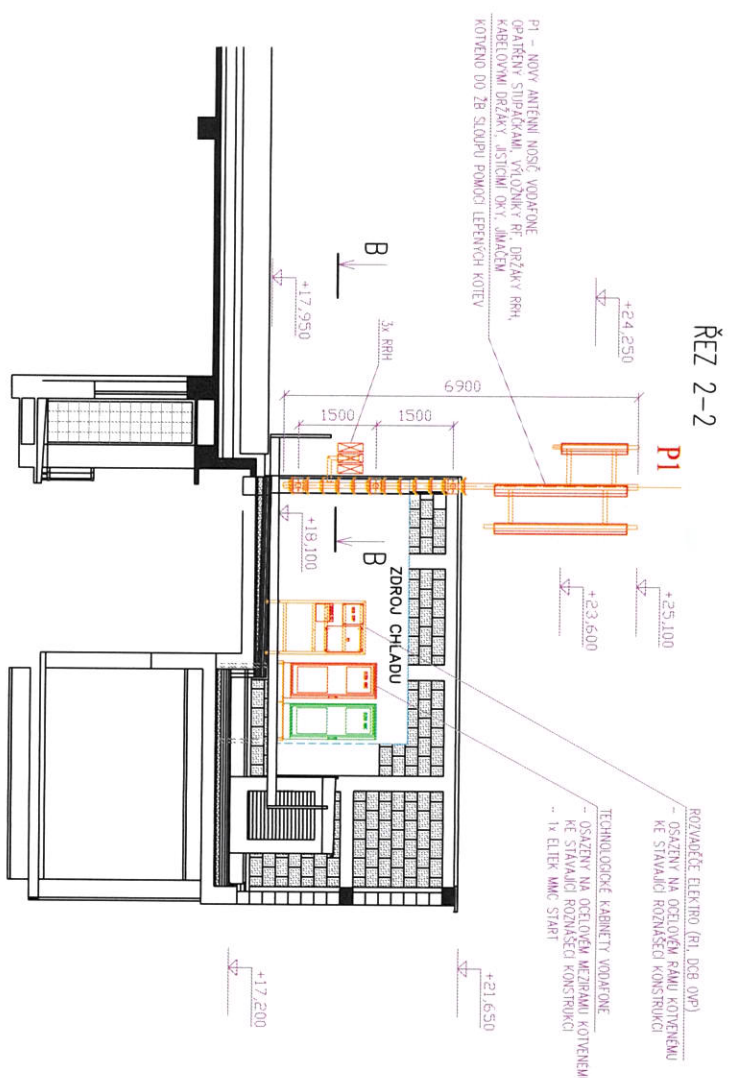 ŘEZ 2-2
P1 - NOVÝ ANTÉNNÍ NOSIČ VODAFONE
OPATŘENY STUPAČKAMI, VÝLOŽNÍKY RF, DRŽÁKY RRH,
KABELOVÝMI DRŽÁKY, JISTÍCÍMI OKY, JÍMAČEM
KOTVENO DO ŽB SLOUPU POMOCÍ LEPENÝCH KOTEV
+24,250
P1
+25,100
+23,600
6900
1500
1500
3x RRH
B
B
+17,950
+18,100
ZDROJ CHLADU
ROZVADĚČE ELEKTRO (R1, DCB OVP)
- OSAZENY NA OCELOVÉM RÁMU KOTVENÉMU
KE STÁVAJÍCÍ ROZNÁŠECÍ KONSTRUKCI
TECHNOLOGICKÉ KABINETY VODAFONE
- OSAZENY NA OCELOVÉM MEZIRÁMU KOTVENÉM
KE STÁVAJÍCÍ ROZNÁŠECÍ KONSTRUKCI
- 1x ELTEK MMC START
+21,650
+17,200